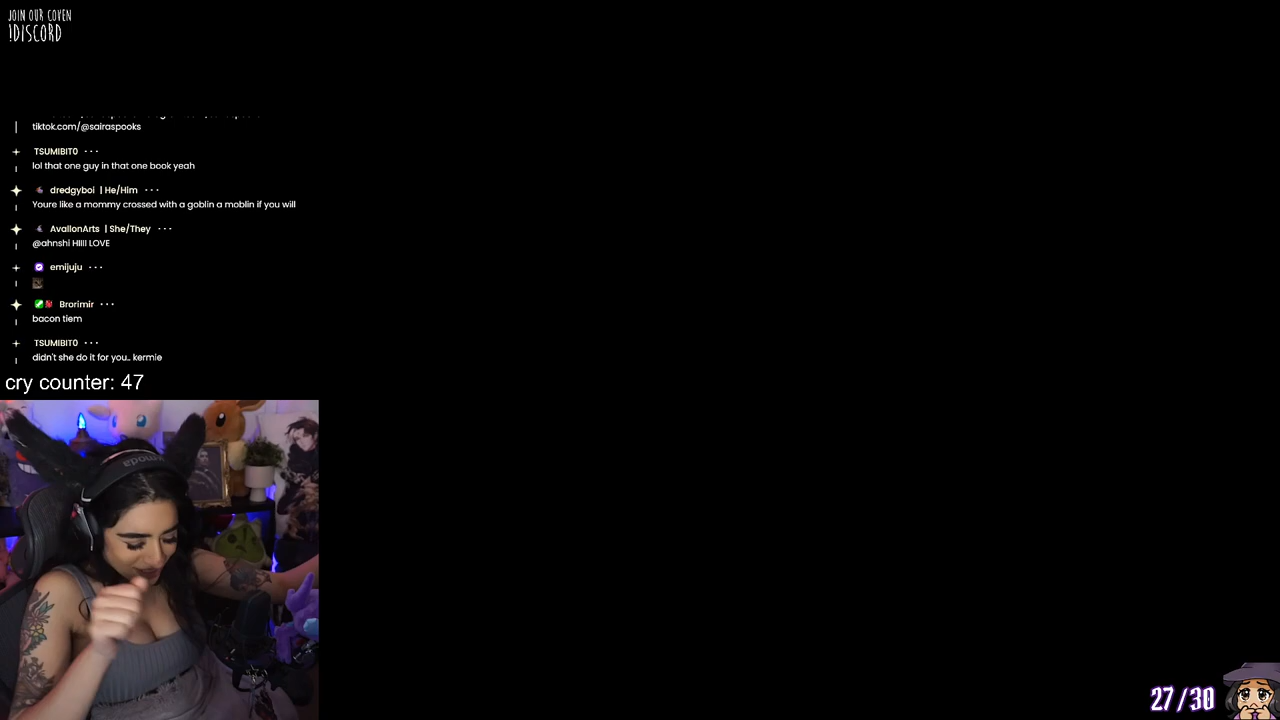 JOIN OUR COVEN
!DISCORD
tiktok.com/@sairaspooks
TSUMIBIT0 ···
lol that one guy in that one book yeah
dredgyboi | He/Him ···
Youre like a mommy crossed with a goblin a moblin if you will
AvallonArts | She/They ···
@ahnshi HIIII LOVE
emijuju ···
Brorimir ···
bacon tiem
TSUMIBIT0 ···
didn't she do it for you.. kermie
cry counter: 47
27/30